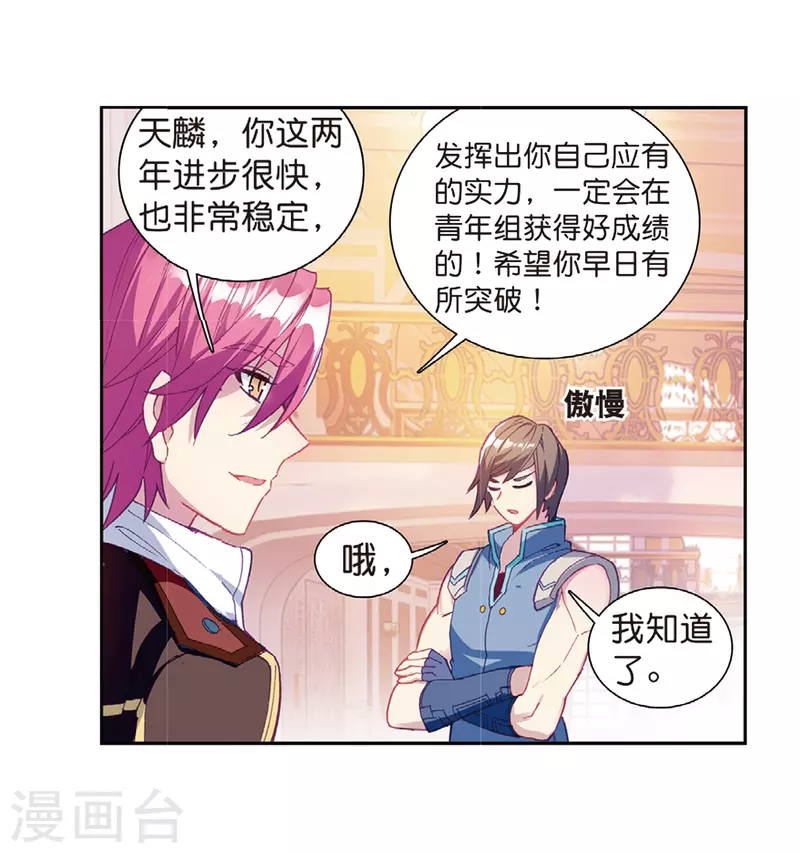 天麟，你这两
年进步很快，
也非常稳定，
发挥出你自己应有
的实力，一定会在
青年组获得好成绩
的！希望你早日有
所突破！
傲慢
哦，
我知道
了。
漫画台